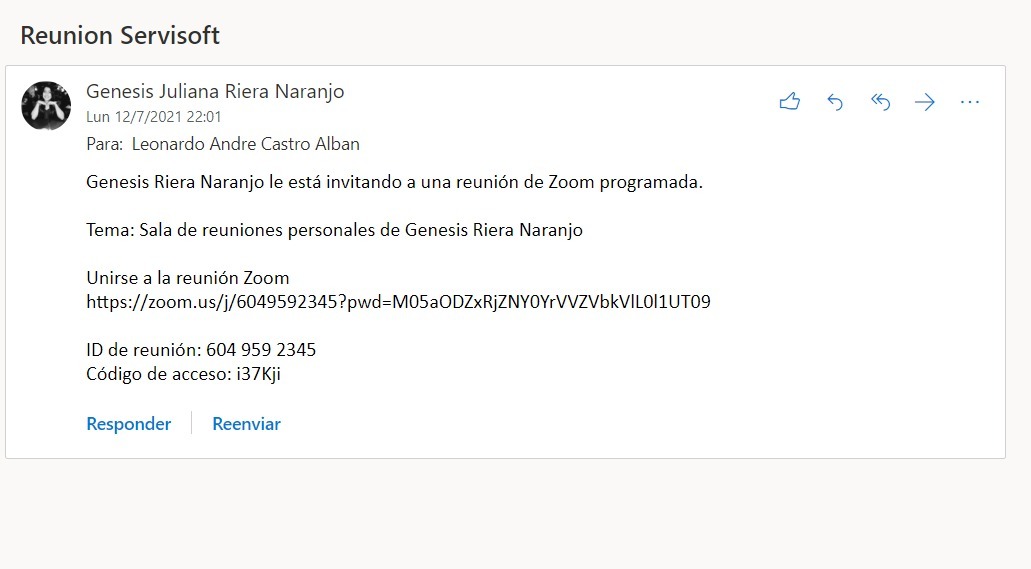 Reunion Servisoft
Genesis Juliana Riera Naranjo
Lun 12/7/2021 22:01
Para: Leonardo Andre Castro Alban
Genesis Riera Naranjo le está invitando a una reunión de Zoom programada.
Tema: Sala de reuniones personales de Genesis Riera Naranjo
Unirse a la reunión Zoom
https://zoom.us/j/6049592345?pwd=M05aODZxRjZNY0YrVVZVbkVlL0l1UT09
ID de reunión: 604 959 2345
Código de acceso: i37Kji
Responder
Reenviar